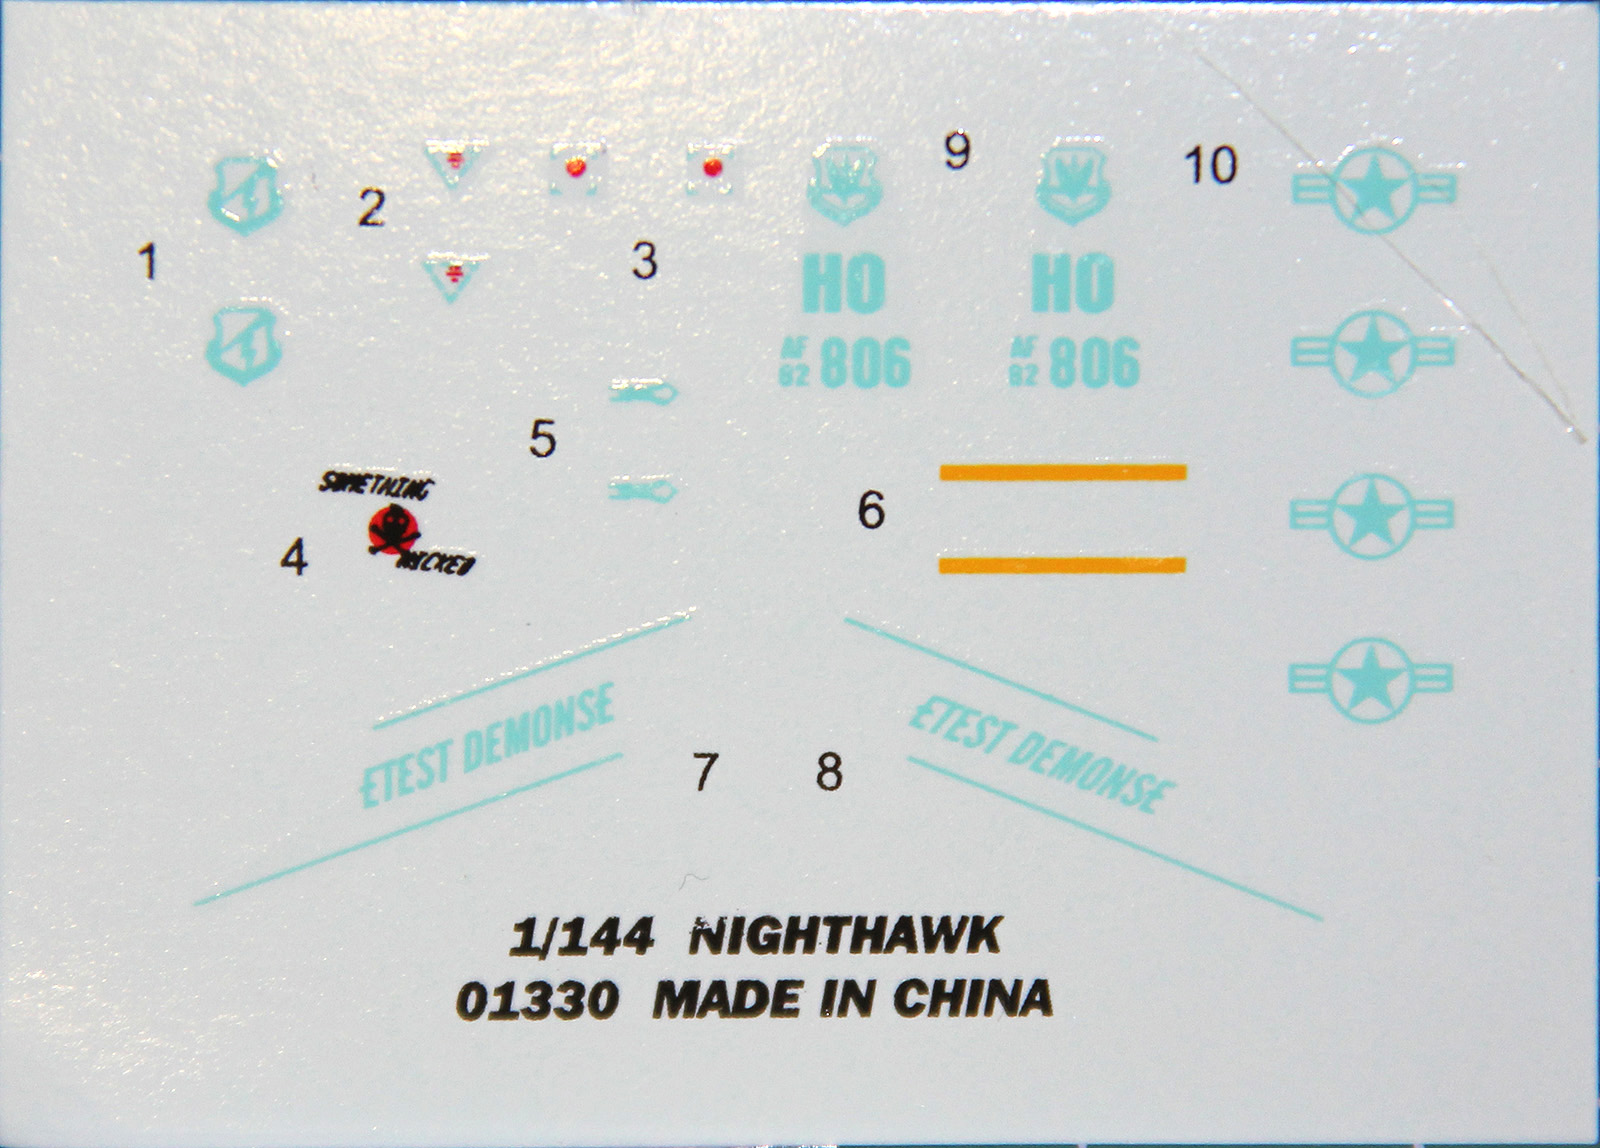 1
2
3
9
10
HO
AF
82
806
HO
AF
82
806
4
SOMETHING
WICKED
5
6
ETEST DEMONSE
7
8
ETEST DEMONSE
1/144 NIGHTHAWK
01330 MADE IN CHINA